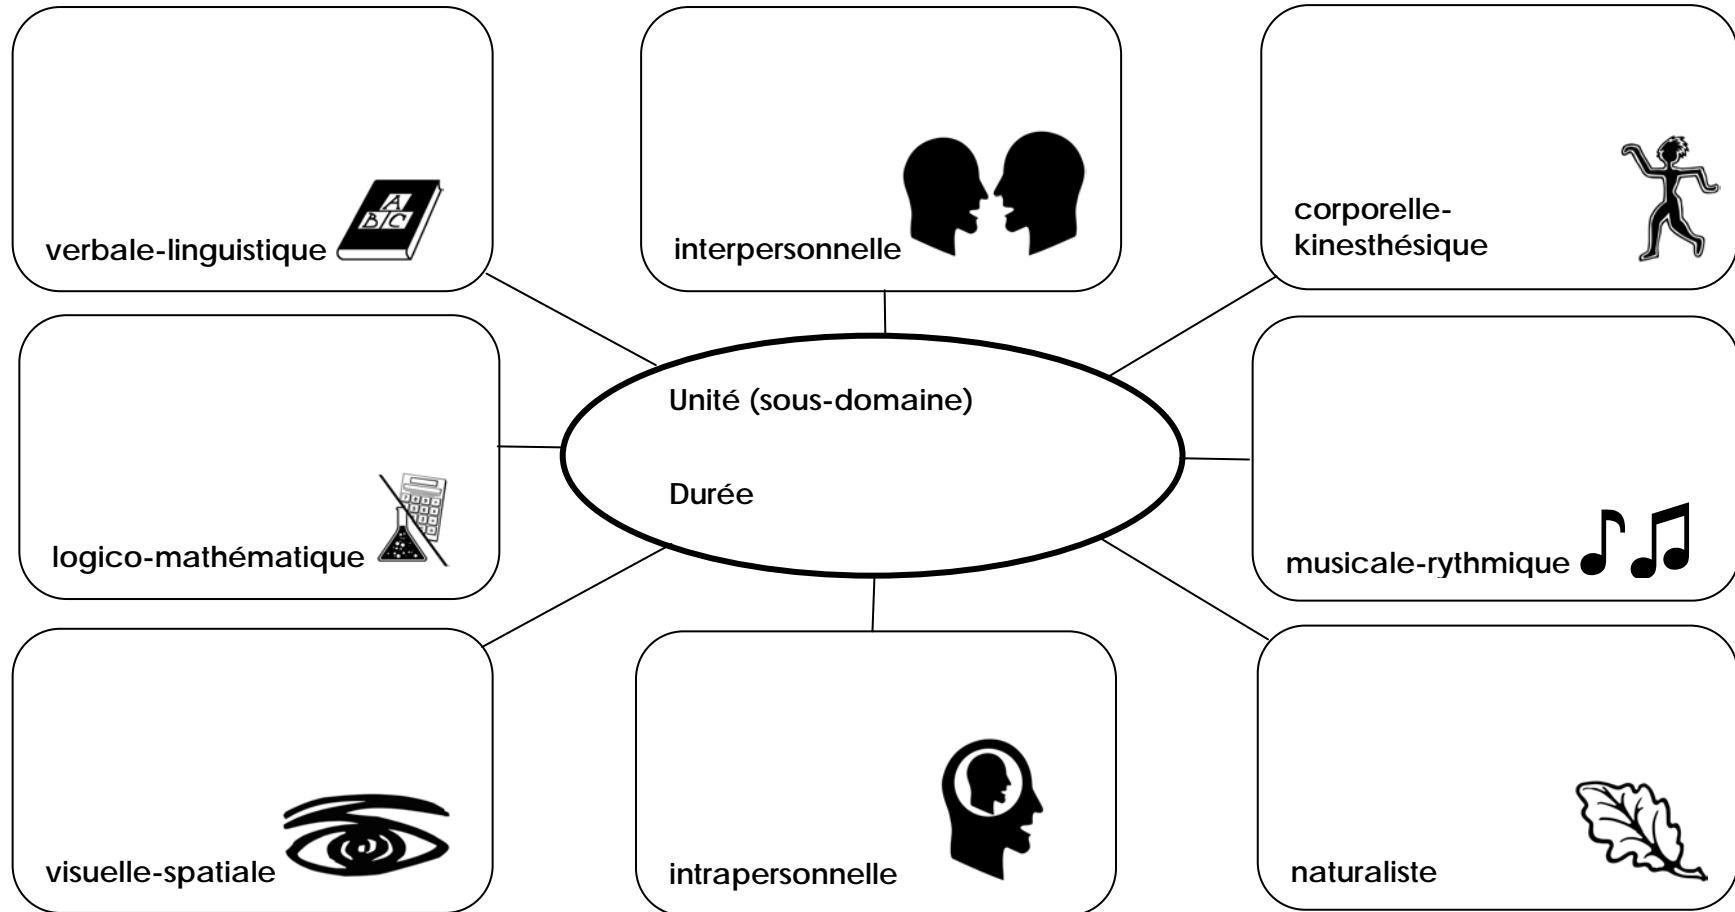 verbale-linguistique
A
B C
interpersonnelle
corporelle-
kinesthésique
Unité (sous-domaine)
Durée
logico-mathématique
musicale-rythmique
visuelle-spatiale
intrapersonnelle
naturaliste